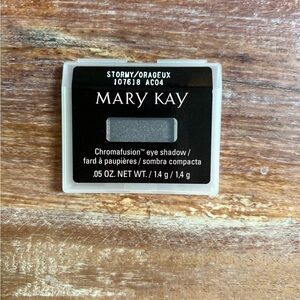 STORMY/ORAGEUX
107618 AC04
MARY KAY
Chromafusion™ eye shadow /
fard à paupières / sombra compacta
.05 OZ. NET WT. / 1.4 g / 1,4 g